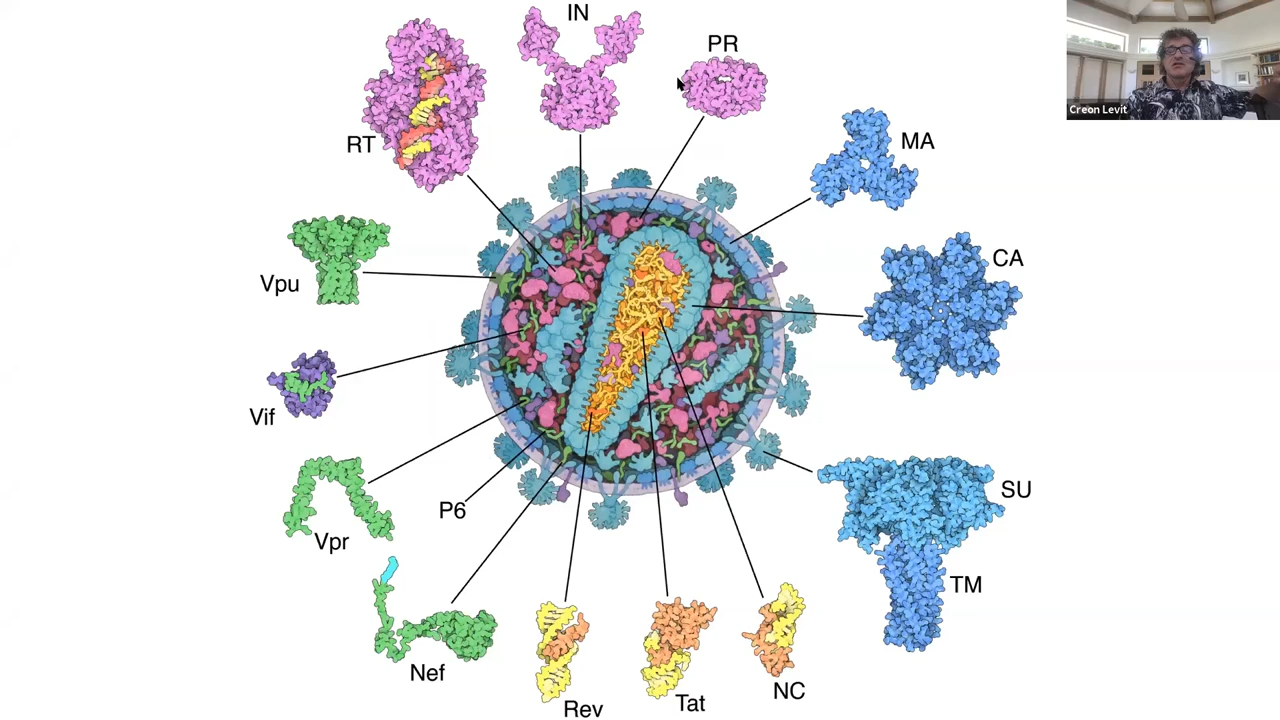 IN
PR
RT
MA
Creon Levit
Vpu
CA
Vif
SU
P6
Vpr
TM
Nef
Rev
Tat
NC